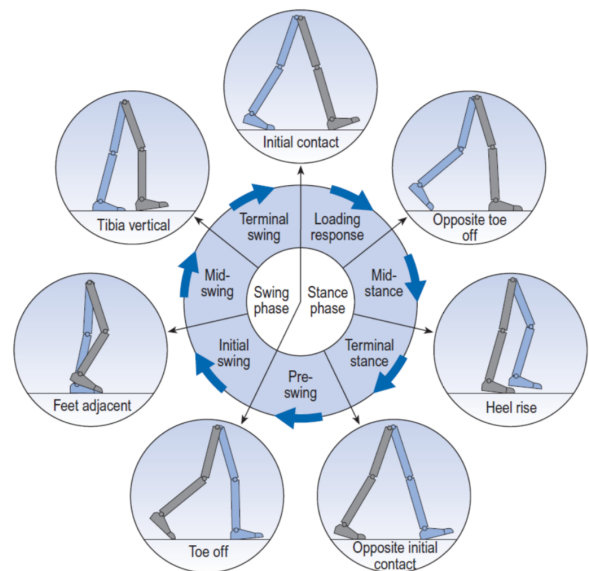 Initial contact
Opposite toe
off
Heel rise
Opposite initial
contact
Toe off
Feet adjacent
Tibia vertical
Loading
response
Mid-
stance
Terminal
stance
Pre-
swing
Initial
swing
Mid-
swing
Terminal
swing
Swing
phase
Stance
phase